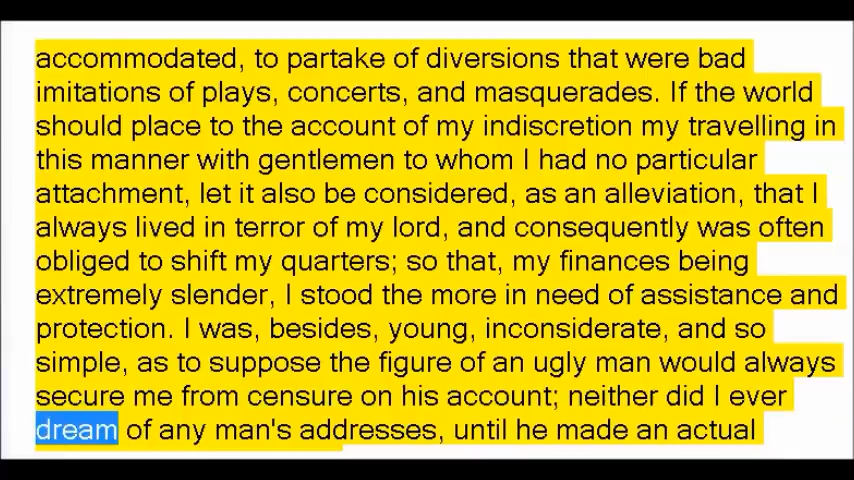 accommodated, to partake of diversions that were bad
imitations of plays, concerts, and masquerades. If the world
should place to the account of my indiscretion my travelling in
this manner with gentlemen to whom I had no particular
attachment, let it also be considered, as an alleviation, that I
always lived in terror of my lord, and consequently was often
obliged to shift my quarters; so that, my finances being
extremely slender, I stood the more in need of assistance and
protection. I was, besides, young, inconsiderate, and so
simple, as to suppose the figure of an ugly man would always
secure me from censure on his account; neither did I ever
dream of any man's addresses, until he made an actual